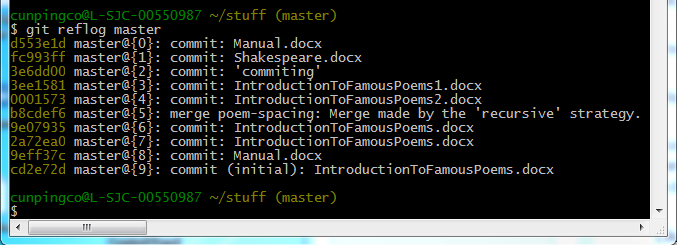 cunpingco@L-SJC-00550987 ~/stuff (master)
$ git reflog master
d553e1d master@{0}: commit: Manual.docx
fc993ff master@{1}: commit: Shakespeare.docx
3e6dd00 master@{2}: commit: 'commiting'
3ee1581 master@{3}: commit: IntroductionToFamousPoems1.docx
0001573 master@{4}: commit: IntroductionToFamousPoems2.docx
b8cdef6 master@{5}: merge poem-spacing: Merge made by the 'recursive' strategy.
9e07935 master@{6}: commit: IntroductionToFamousPoems.docx
2a72ea0 master@{7}: commit: IntroductionToFamousPoems.docx
9eff37c master@{8}: commit: Manual.docx
cd2e72d master@{9}: commit (initial): IntroductionToFamousPoems.docx
cunpingco@L-SJC-00550987 ~/stuff (master)
$